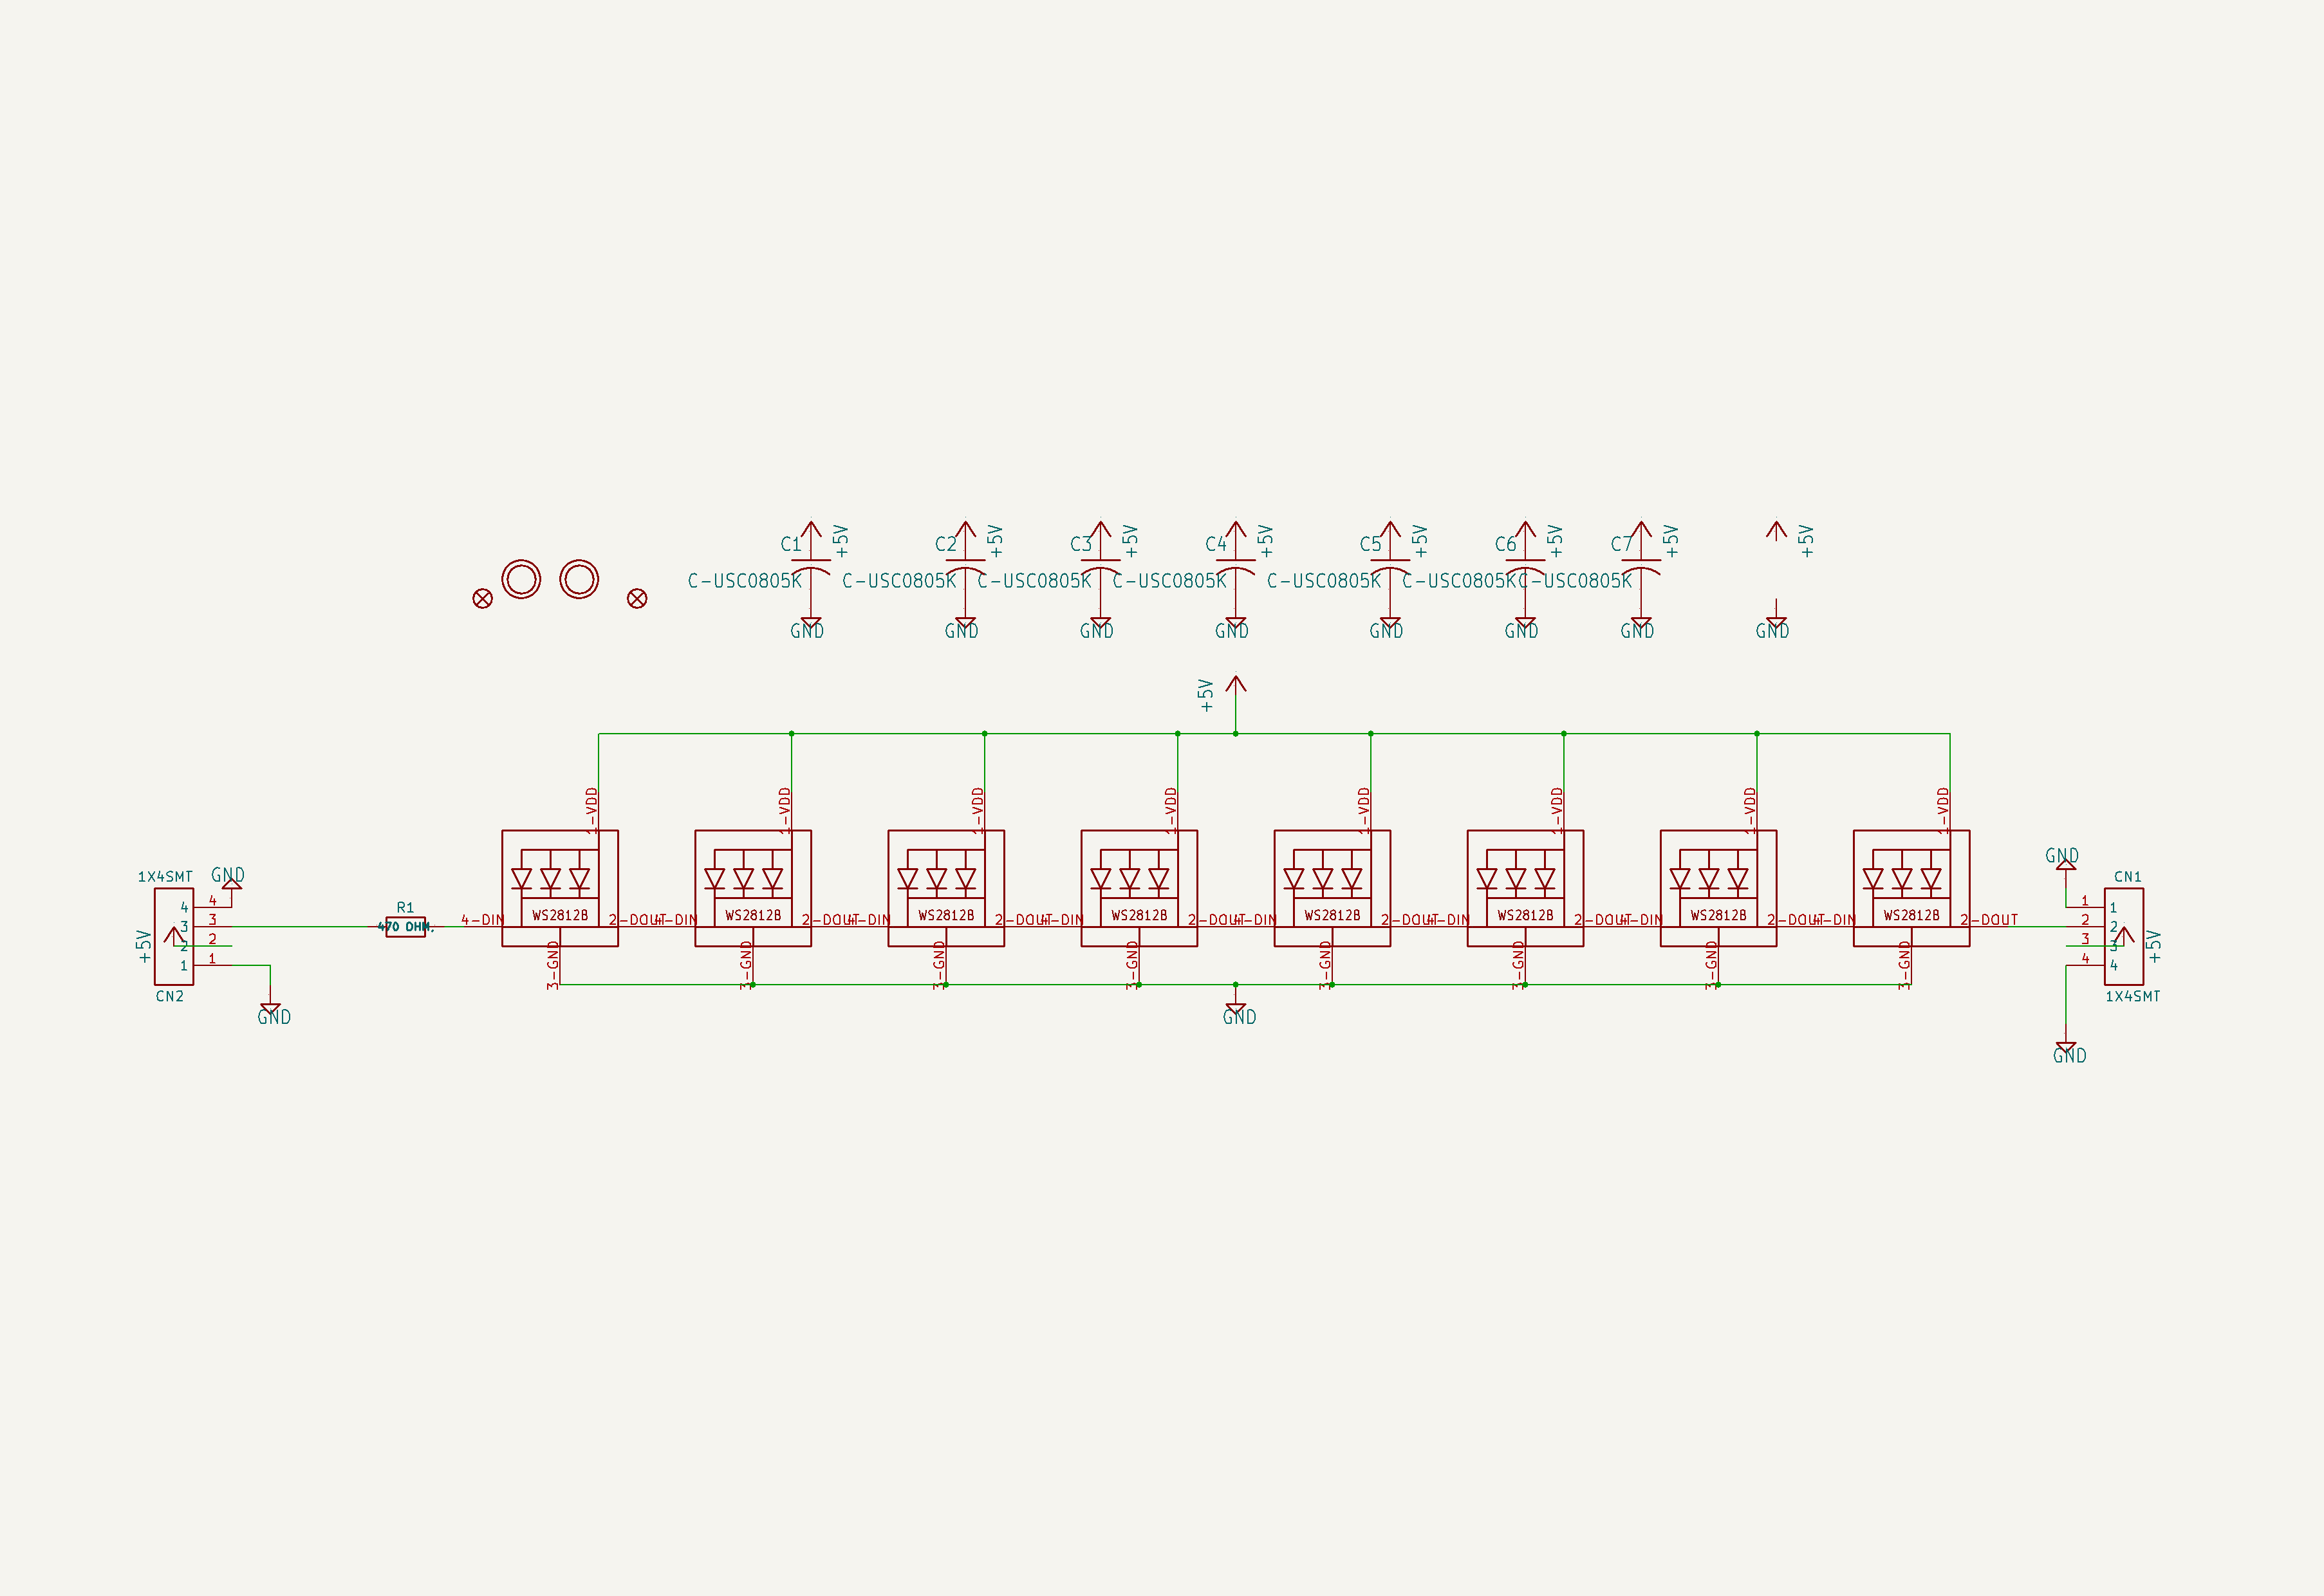 +5V +5V +5V +5V +5V +5V +5V +5V
C1 C2 C3 C4 C5 C6 C7
C-USC0805K C-USC0805K C-USC0805K C-USC0805K C-USC0805K C-USC0805K C-USC0805K
GND GND GND GND GND GND GND GND
+5V
1-VDD 1-VDD 1-VDD 1-VDD 1-VDD 1-VDD 1-VDD 1-VDD
GND
1X4SMT GND CN1
4 4
3 3
2 2
1 1
+5V
CN2
GND
R1
470 OHM.
4-DIN WS2812B 2-DOUT 4-DIN WS2812B 2-DOUT 4-DIN WS2812B 2-DOUT 4-DIN WS2812B 2-DOUT 4-DIN WS2812B 2-DOUT 4-DIN WS2812B 2-DOUT 4-DIN WS2812B 2-DOUT 4-DIN WS2812B 2-DOUT
3-GND 3-GND 3-GND 3-GND 3-GND 3-GND 3-GND 3-GND
GND
1 1
2 2
3 3
4 4
+5V
1X4SMT
GND